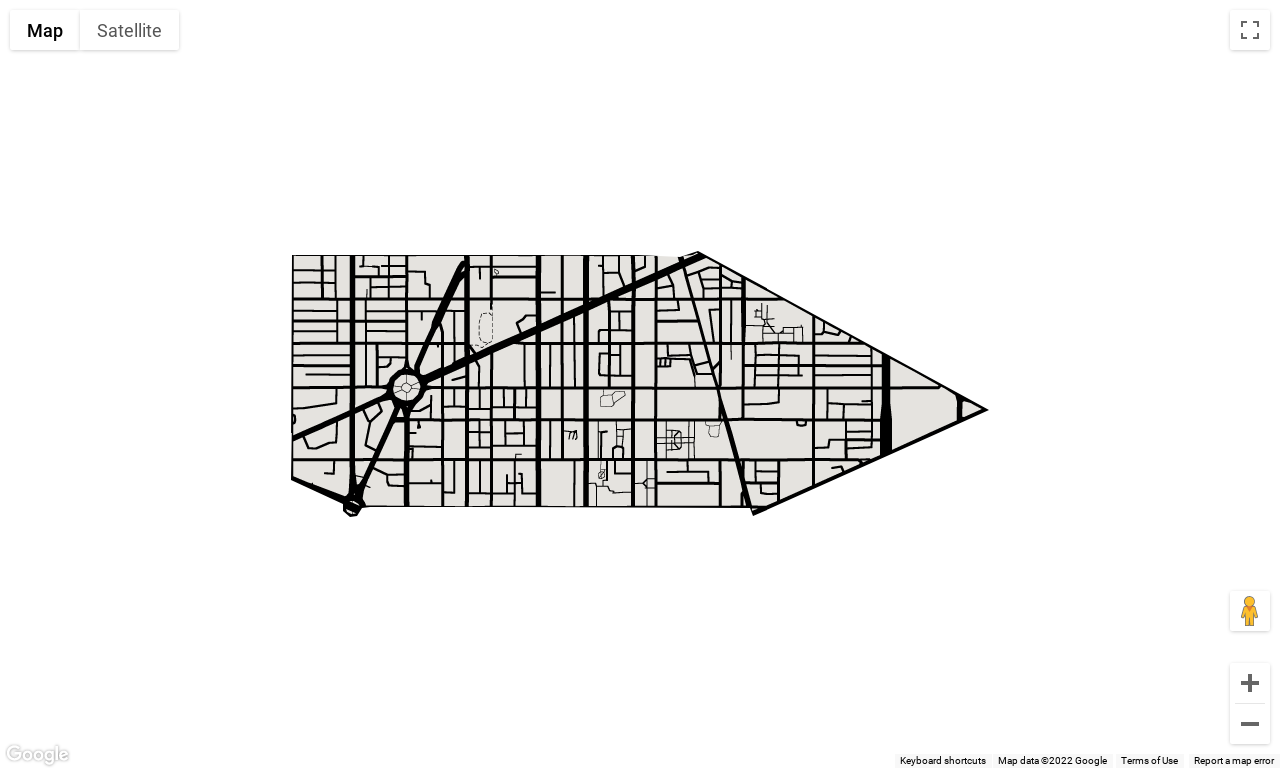 Map Satellite
Google
Keyboard shortcuts Map data ©2022 Google Terms of Use Report a map error